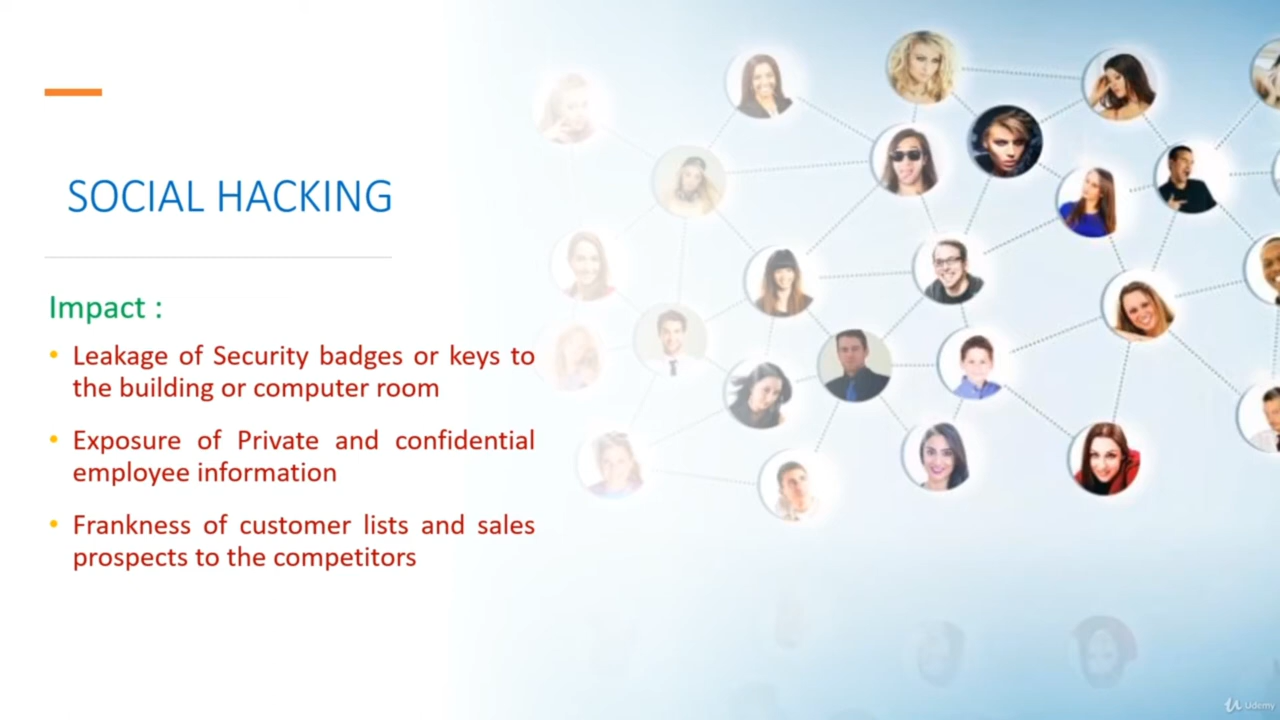 SOCIAL HACKING
Impact :
• Leakage of Security badges or keys to
the building or computer room
• Exposure of Private and confidential
employee information
• Frankness of customer lists and sales
prospects to the competitors
Udemy